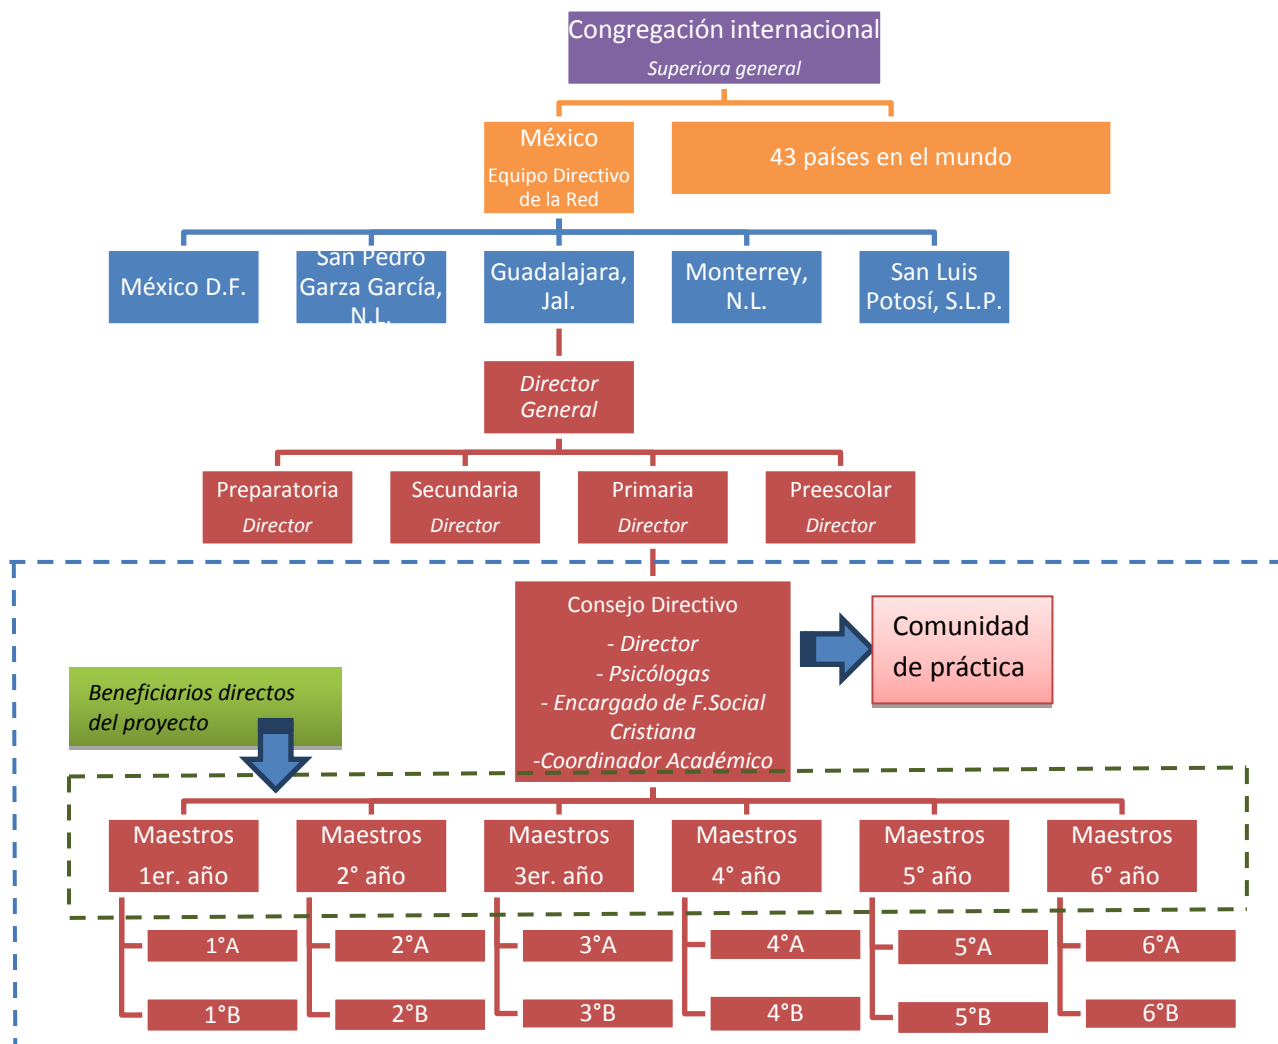 Congregación internacional
Superiora general
México
Equipo Directivo
de la Red
43 países en el mundo
México D.F.
San Pedro
Garza García,
N.L.
Guadalajara,
Jal.
Monterrey,
N.L.
San Luis
Potosí, S.L.P.
Director
General
Preparatoria
Director
Secundaria
Director
Primaria
Director
Preescolar
Director
Consejo Directivo
- Director
- Psicólogas
- Encargado de F.Social
Cristiana
-Coordinador Académico
Comunidad
de práctica
Beneficiarios directos
del proyecto
Maestros
1er. año
Maestros
2° año
Maestros
3er. año
Maestros
4° año
Maestros
5° año
Maestros
6° año
1°A
2°A
3°A
4°A
5°A
6°A
1°B
2°B
3°B
4°B
5°B
6°B